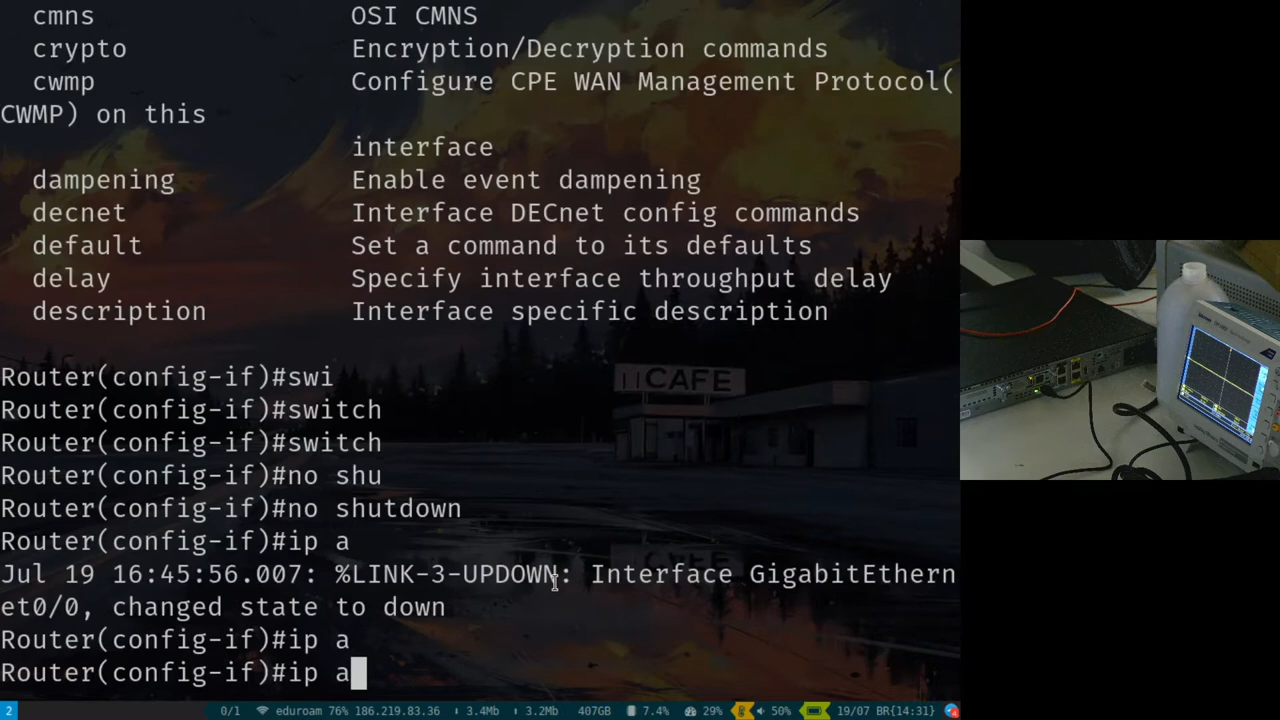 cmns OSI CMNS
crypto Encryption/Decryption commands
cwmp Configure CPE WAN Management Protocol(
CWMP) on this
interface
dampening Enable event dampening
decnet Interface DECnet config commands
default Set a command to its defaults
delay Specify interface throughput delay
description Interface specific description
CAFE
Router(config-if)#swi
Router(config-if)#switch
Router(config-if)#switch
Router(config-if)#no shu
Router(config-if)#no shutdown
Router(config-if)#ip a
Jul 19 16:45:56.007: %LINK-3-UPDOWN: Interface GigabitEthern
et0/0, changed state to down
Router(config-if)#ip a
Router(config-if)#ip a
2 0/1 eduroam 76% 186.219.83.36 3.4Mb 3.2Mb 407GB 7.4% 29% 50% 19/07 BR{14:31}